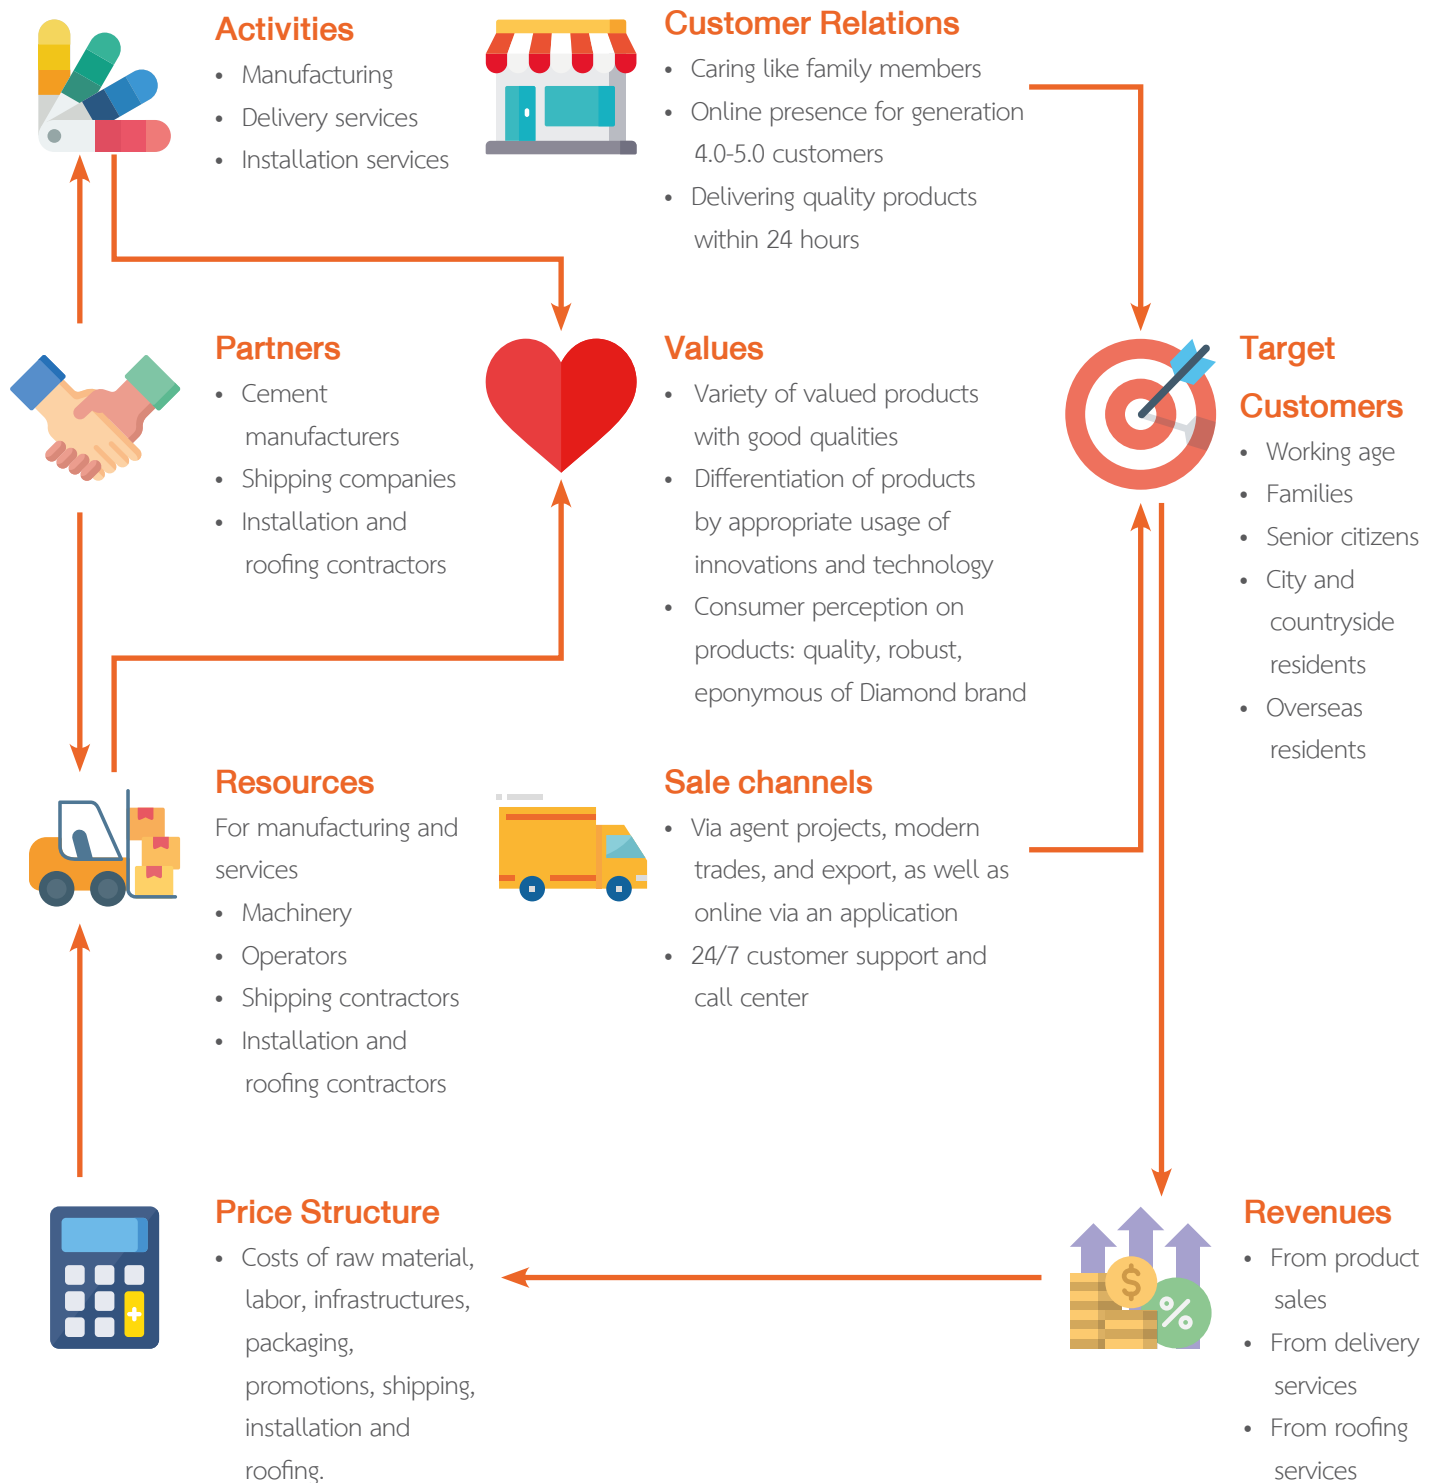 Activities
• Manufacturing
• Delivery services
• Installation services
Customer Relations
• Caring like family members
• Online presence for generation
4.0-5.0 customers
• Delivering quality products
within 24 hours
Partners
• Cement
manufacturers
• Shipping companies
• Installation and
roofing contractors
Values
• Variety of valued products
with good qualities
• Differentiation of products
by appropriate usage of
innovations and technology
• Consumer perception on
products: quality, robust,
eponymous of Diamond brand
Target
Customers
• Working age
• Families
• Senior citizens
• City and
countryside
residents
• Overseas
residents
Resources
For manufacturing and
services
• Machinery
• Operators
• Shipping contractors
• Installation and
roofing contractors
Sale channels
• Via agent projects, modern
trades, and export, as well as
online via an application
• 24/7 customer support and
call center
Price Structure
• Costs of raw material,
labor, infrastructures,
packaging,
promotions, shipping,
installation and
roofing.
$
%
Revenues
• From product
sales
• From delivery
services
• From roofing
services